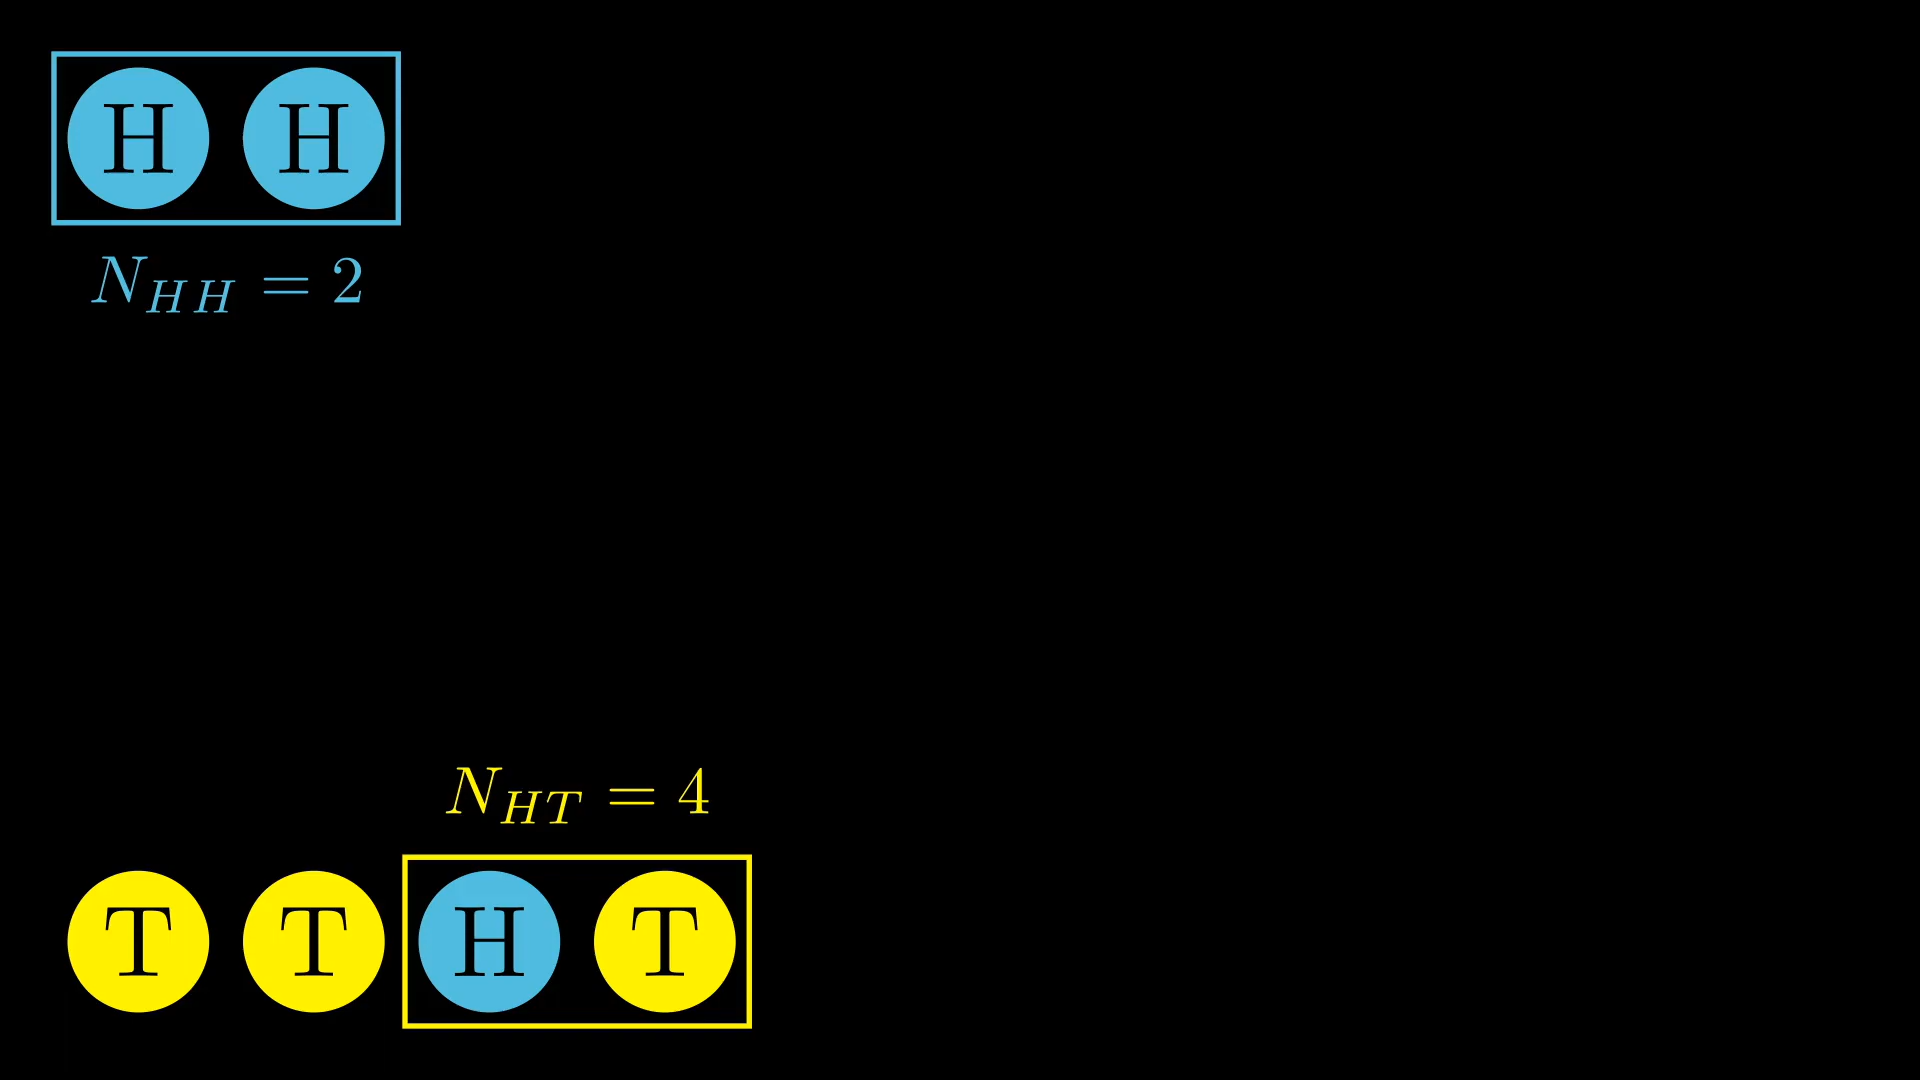 H H
N_{HH} = 2
N_{HT} = 4
T T H T